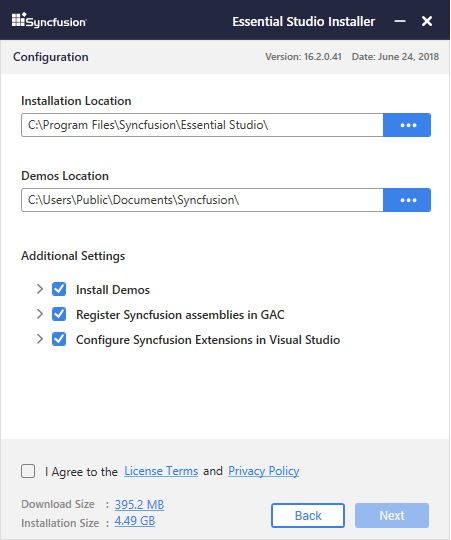 Syncfusion
Essential Studio Installer
Configuration
Version: 16.2.0.41 Date: June 24, 2018
Installation Location
C:\Program Files\Syncfusion\Essential Studio\
Demos Location
C:\Users\Public\Documents\Syncfusion\
Additional Settings
Install Demos
Register Syncfusion assemblies in GAC
Configure Syncfusion Extensions in Visual Studio
I Agree to the License Terms and Privacy Policy
Download Size : 395.2 MB
Installation Size : 4.49 GB
Back Next